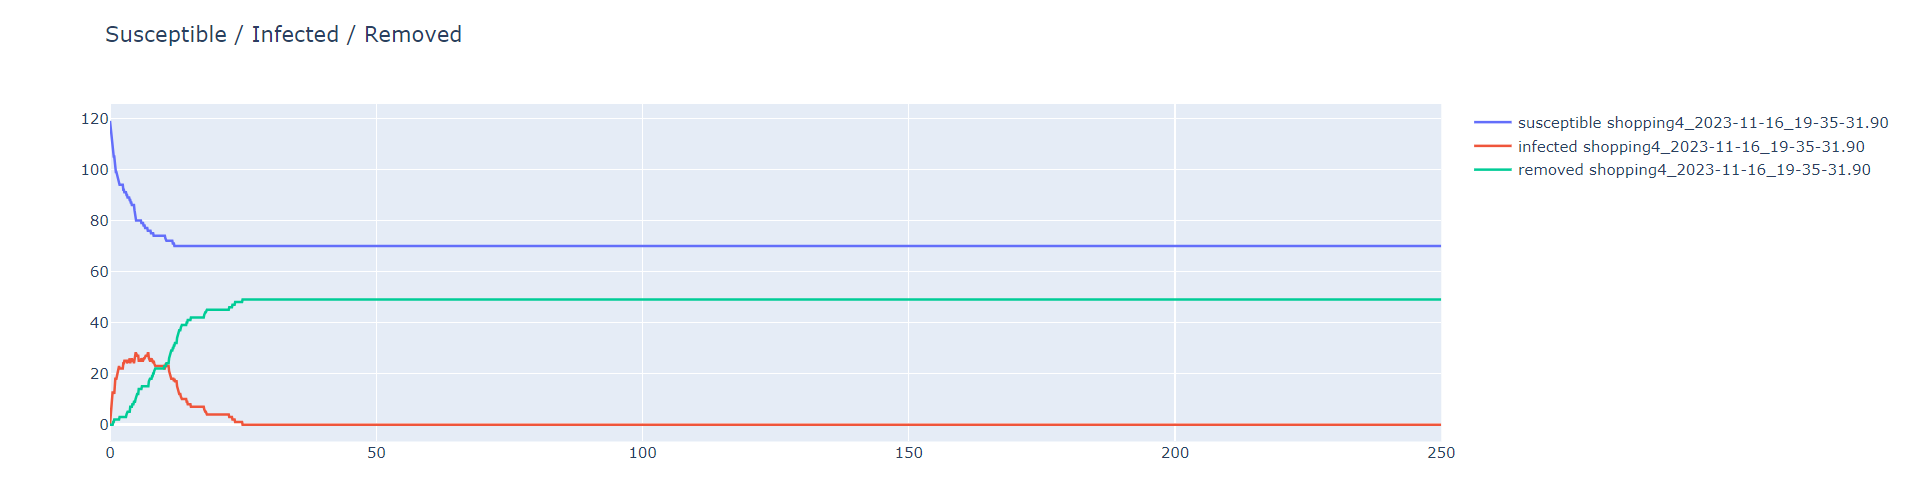 Susceptible / Infected / Removed
120
100
80
60
40
20
0
0 50 100 150 200 250
susceptible shopping4_2023-11-16_19-35-31.90
infected shopping4_2023-11-16_19-35-31.90
removed shopping4_2023-11-16_19-35-31.90